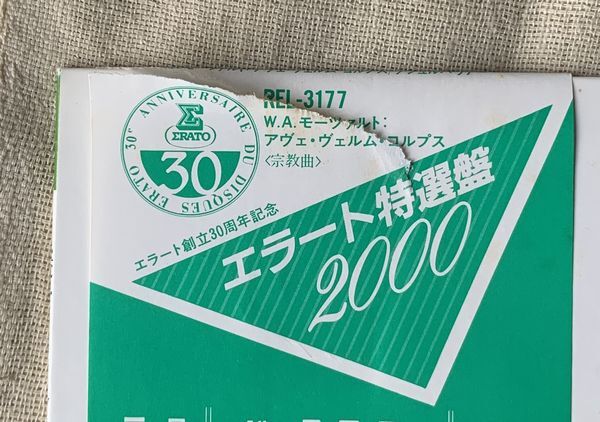 REL-3177
W.A.モーツァルト:
アヴェ・ヴェルム・コルプス
〈宗教曲〉
30e ANNIVERSAIRE DU DISQUES ERATO
ERATO
30
エラート創立30周年記念
エラート特選盤
2000